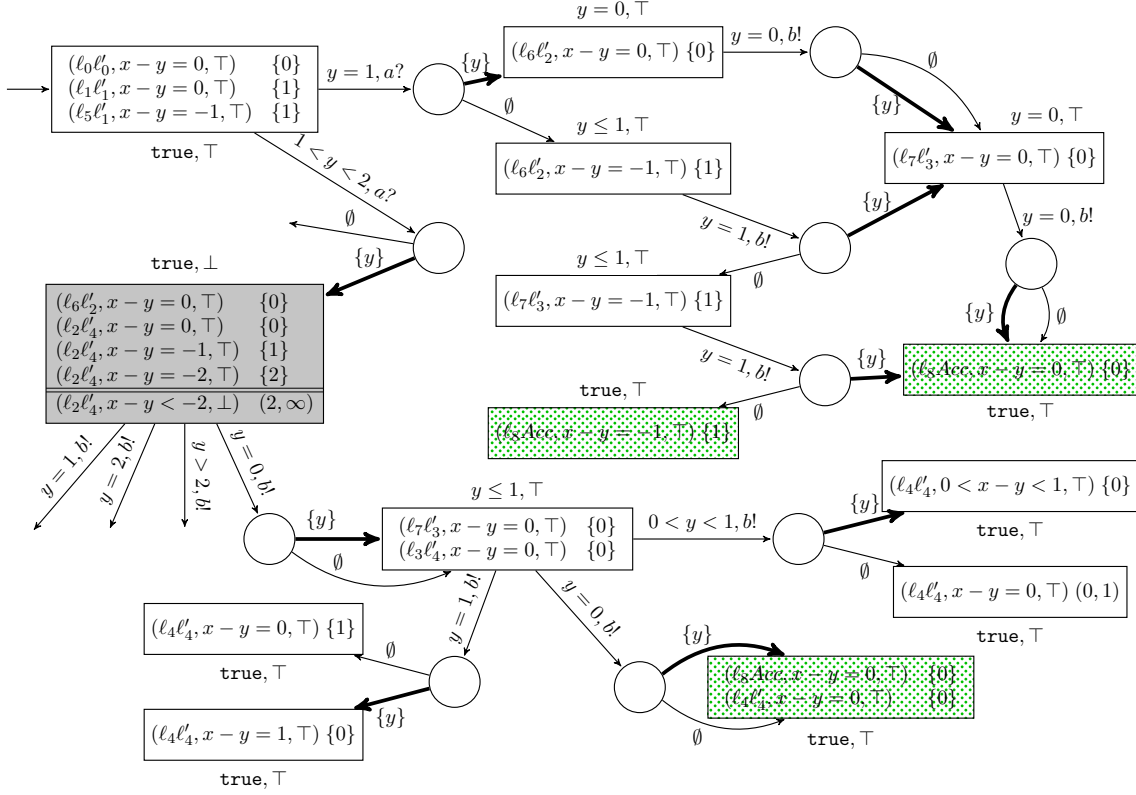 y = 0, ⊤
(ℓ₀ℓ′₀, x − y = 0, ⊤) {0}
(ℓ₁ℓ′₁, x − y = 0, ⊤) {1}
(ℓ₅ℓ′₁, x − y = −1, ⊤) {1}
true, ⊤
y = 1, a?
{y}
(ℓ₆ℓ′₂, x − y = 0, ⊤) {0}
y = 0, b!
∅
{y}
∅
y ≤ 1, ⊤
(ℓ₆ℓ′₂, x − y = −1, ⊤) {1}
y = 0, ⊤
(ℓ₇ℓ′₃, x − y = 0, ⊤) {0}
1 < y < 2, a?
∅
{y}
y = 1, b!
{y}
∅
y = 0, b!
true, ⊥
(ℓ₆ℓ′₂, x − y = 0, ⊤) {0}
(ℓ₂ℓ′₄, x − y = 0, ⊤) {0}
(ℓ₂ℓ′₄, x − y = −1, ⊤) {1}
(ℓ₂ℓ′₄, x − y = −2, ⊤) {2}
(ℓ₂ℓ′₄, x − y < −2, ⊥) (2, ∞)
y ≤ 1, ⊤
(ℓ₇ℓ′₃, x − y = −1, ⊤) {1}
y = 1, b!
{y}
∅
{y}
∅
(ℓ₈Acc, x − y = 0, ⊤) {0}
true, ⊤
true, ⊤
(ℓ₈Acc, x − y = −1, ⊤) {1}
y = 1, b!
y = 2, b!
y > 2, b!
y = 0, b!
{y}
∅
y ≤ 1, ⊤
(ℓ₇ℓ′₃, x − y = 0, ⊤) {0}
(ℓ₃ℓ′₄, x − y = 0, ⊤) {0}
0 < y < 1, b!
{y}
∅
(ℓ₄ℓ′₄, 0 < x − y < 1, ⊤) {0}
true, ⊤
(ℓ₄ℓ′₄, x − y = 0, ⊤) (0, 1)
true, ⊤
y = 1, b!
y = 0, b!
(ℓ₄ℓ′₄, x − y = 0, ⊤) {1}
true, ⊤
∅
{y}
(ℓ₄ℓ′₄, x − y = 1, ⊤) {0}
true, ⊤
{y}
∅
(ℓ₈Acc, x − y = 0, ⊤) {0}
(ℓ₄ℓ′₄, x − y = 0, ⊤) {0}
true, ⊤